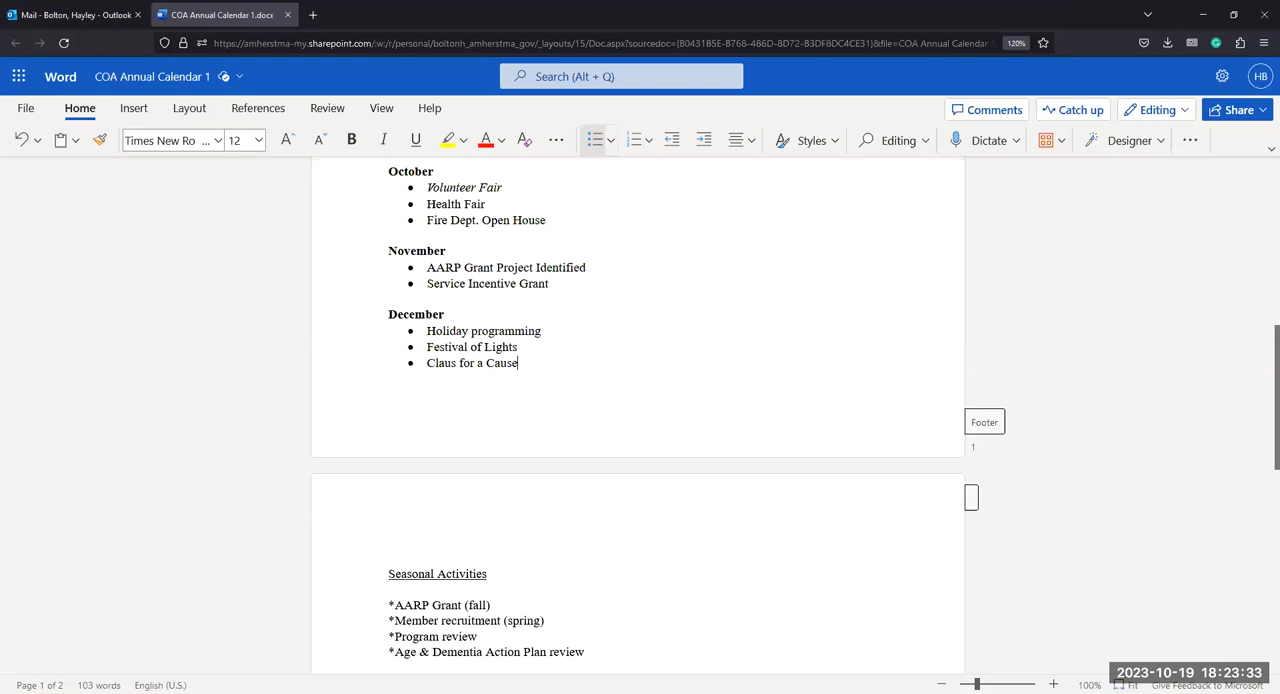 Mail - Bolton, Hayley - Outlook
COA Annual Calendar 1.docx
https://amherstma-my.sharepoint.com/:w:/r/personal/boltonh_amherstma_gov/_layouts/15/Doc.aspx?sourcedoc={B0431B5E-B768-486D-8D72-B3DF8DC4CE31}&file=COA Annual Calendar 1
120%
Word
COA Annual Calendar 1
Search (Alt + Q)
HB
File Home Insert Layout References Review View Help
Comments Catch up Editing Share
Times New Ro ... 12 B I U A Styles Editing Dictate Designer
October
Volunteer Fair
Health Fair
Fire Dept. Open House
November
AARP Grant Project Identified
Service Incentive Grant
December
Holiday programming
Festival of Lights
Claus for a Cause
Footer
1
Seasonal Activities
*AARP Grant (fall)
*Member recruitment (spring)
*Program review
*Age & Dementia Action Plan review
2023-10-19 18:23:33
Page 1 of 2 103 words English (U.S.) 100% Fit Give Feedback to Microsoft